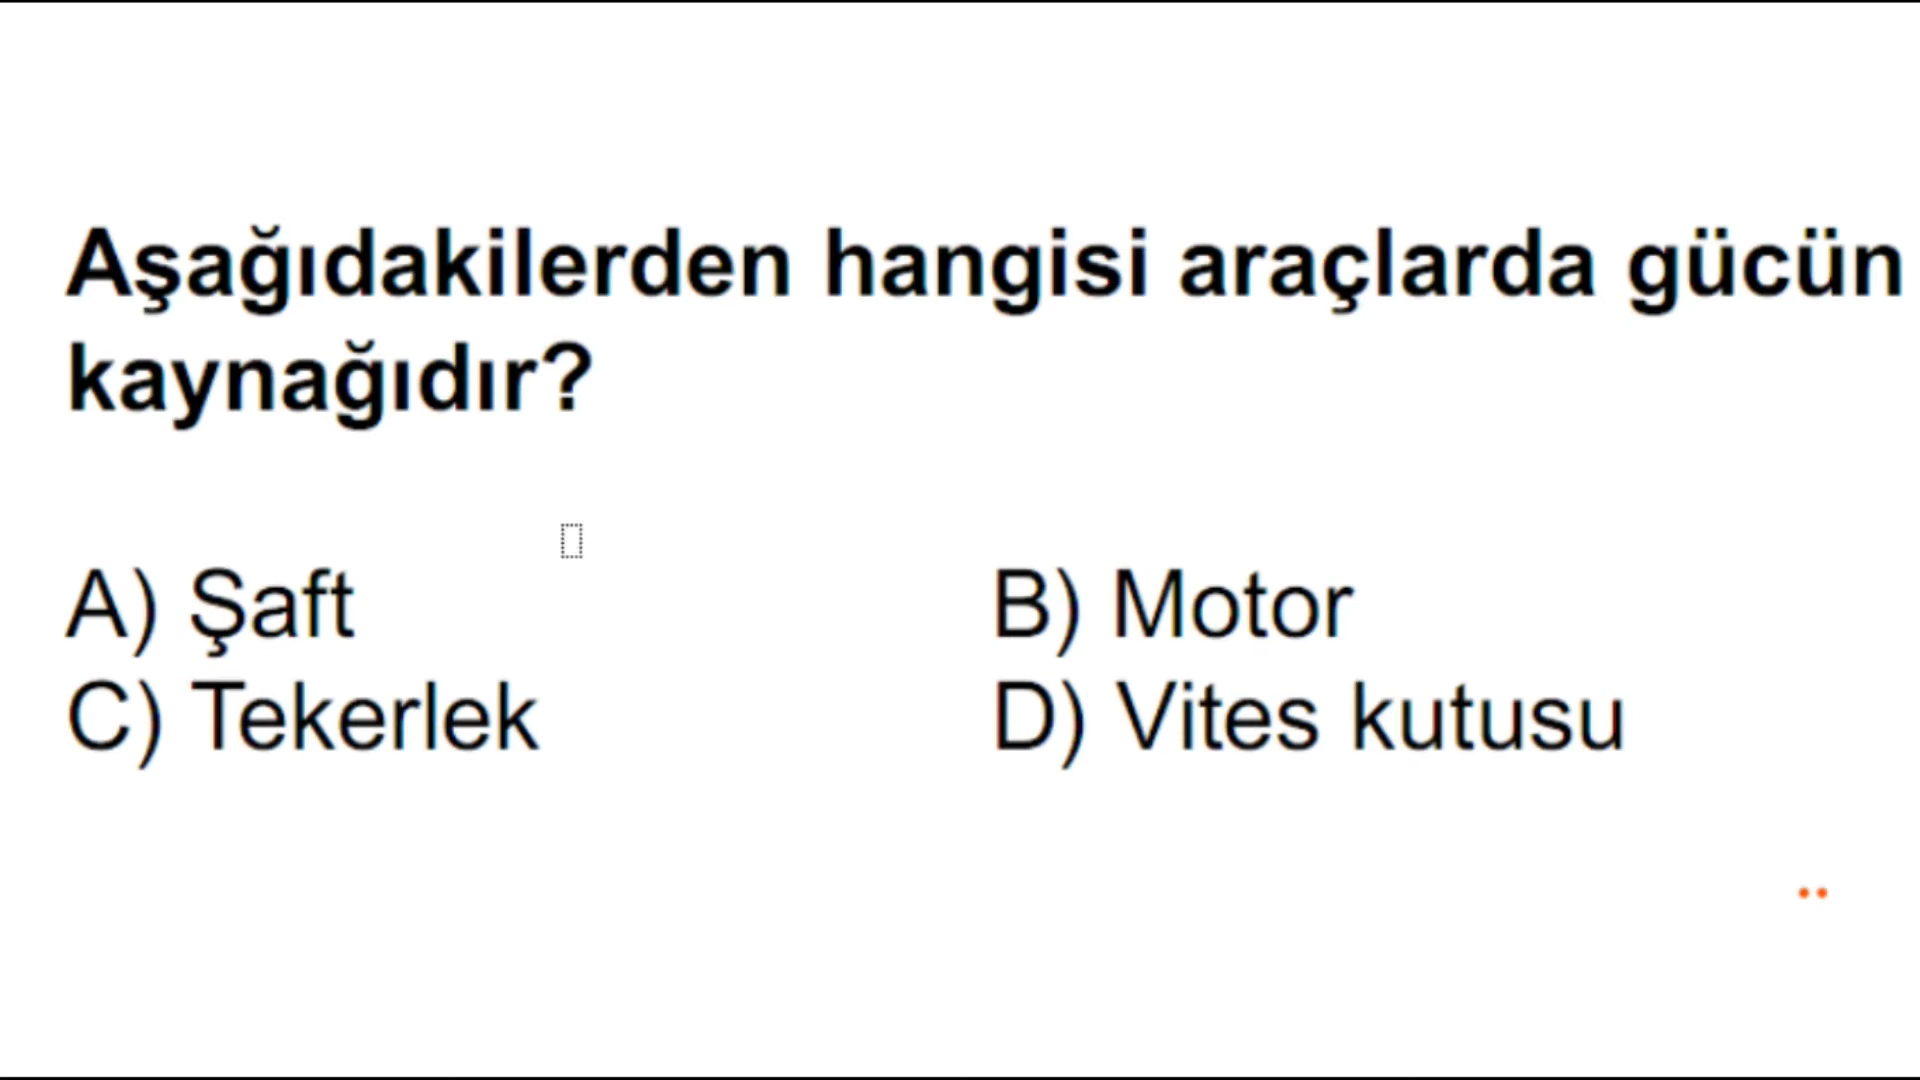 Aşağıdakilerden hangisi araçlarda gücün
kaynağıdır?
A) Şaft B) Motor
C) Tekerlek D) Vites kutusu